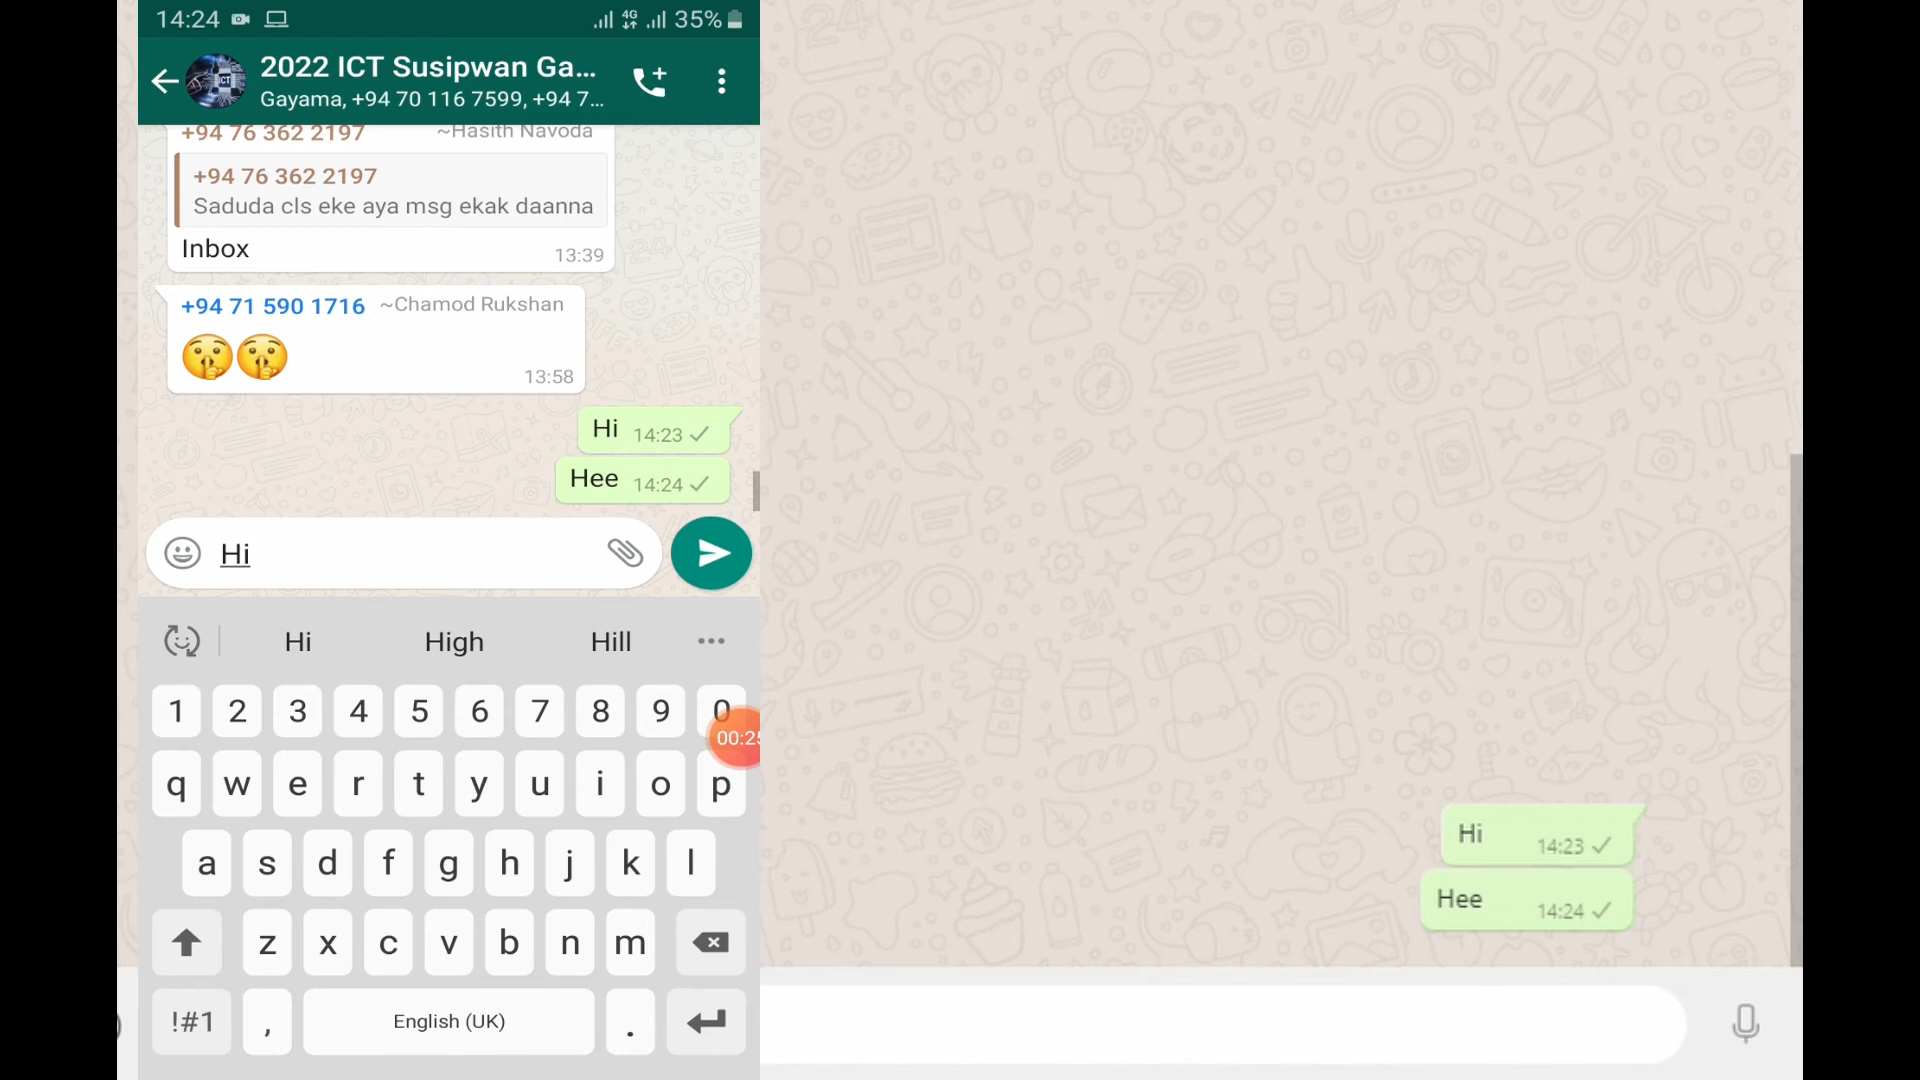 14:24 4G 35%
2022 ICT Susipwan Ga...
Gayama, +94 70 116 7599, +94 7...
+94 76 362 2197 ~Hasith Navoda
+94 76 362 2197
Saduda cls eke aya msg ekak daanna
Inbox 13:39
+94 71 590 1716 ~Chamod Rukshan
13:58
Hi 14:23
Hee 14:24
Hi
Hi High Hill
1 2 3 4 5 6 7 8 9 0
00:25
q w e r t y u i o p
a s d f g h j k l
z x c v b n m
!#1 , English (UK) .
Hi 14:23
Hee 14:24